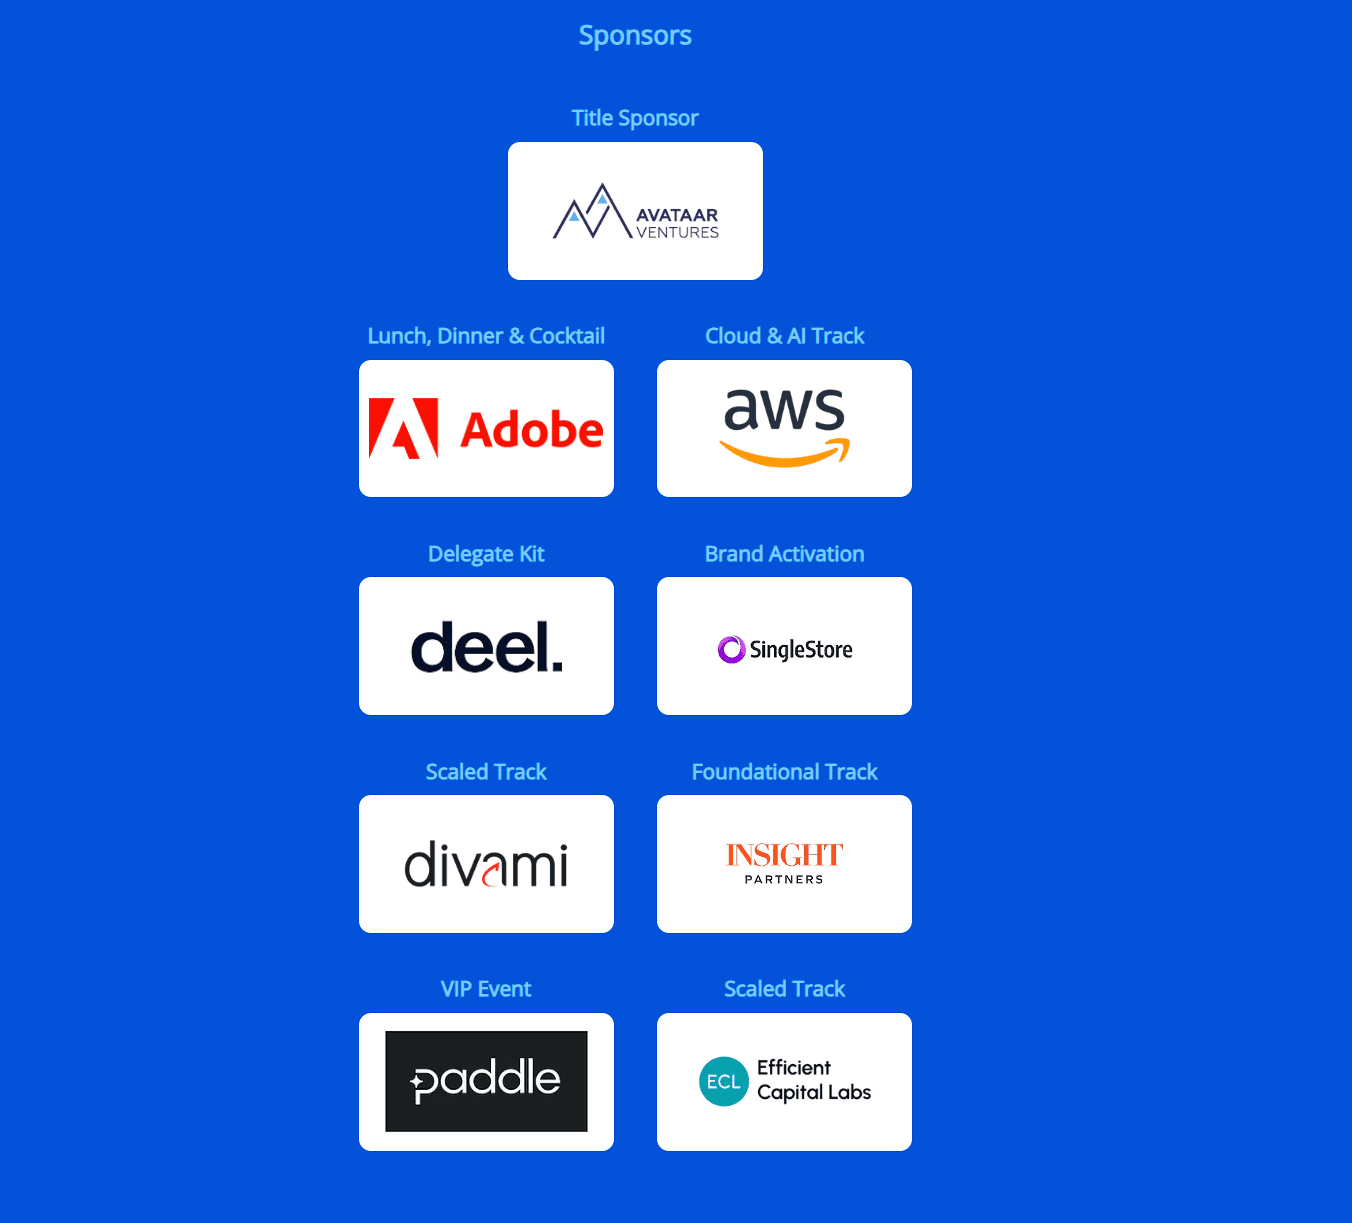 Sponsors
Title Sponsor
AVATAAR
VENTURES
Lunch, Dinner & Cocktail
Cloud & AI Track
Adobe
aws
Delegate Kit
Brand Activation
deel.
SingleStore
Scaled Track
Foundational Track
divami
INSIGHT
PARTNERS
VIP Event
Scaled Track
paddle
ECL
Efficient
Capital Labs